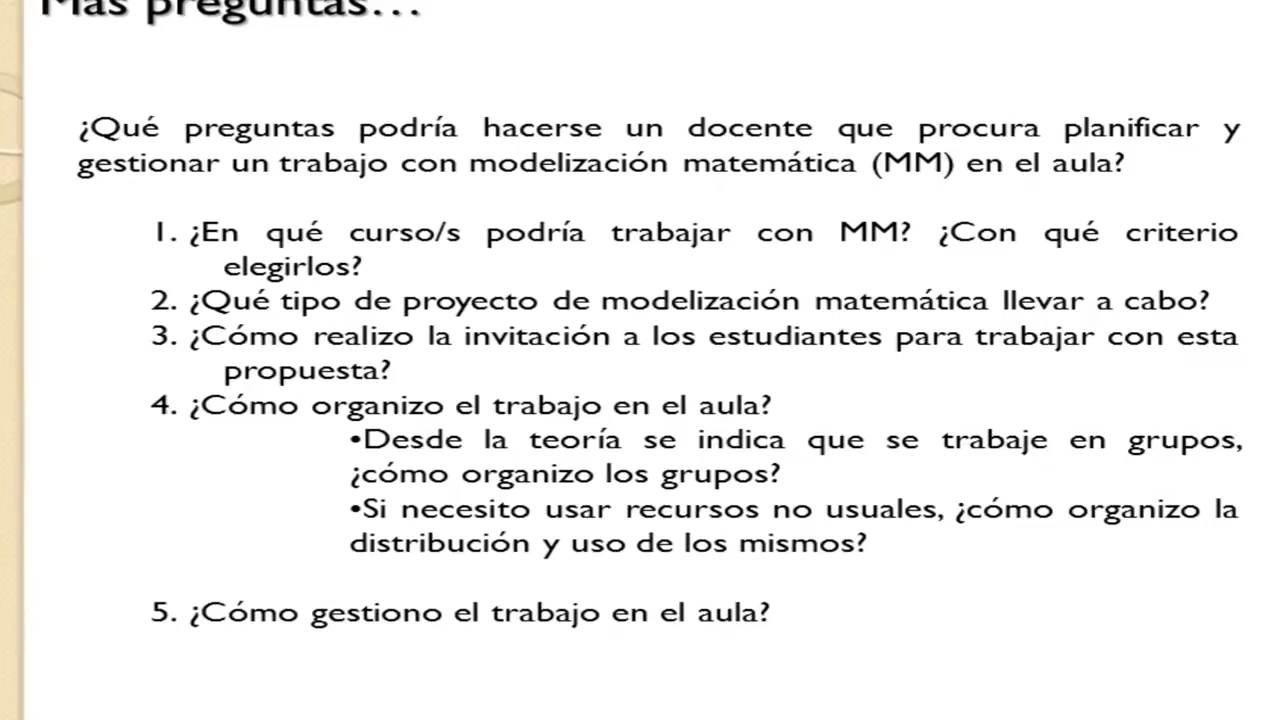 Más preguntas...
¿Qué preguntas podría hacerse un docente que procura planificar y
gestionar un trabajo con modelización matemática (MM) en el aula?
1. ¿En qué curso/s podría trabajar con MM? ¿Con qué criterio
elegirlos?
2. ¿Qué tipo de proyecto de modelización matemática llevar a cabo?
3. ¿Cómo realizo la invitación a los estudiantes para trabajar con esta
propuesta?
4. ¿Cómo organizo el trabajo en el aula?
•Desde la teoría se indica que se trabaje en grupos,
¿cómo organizo los grupos?
•Si necesito usar recursos no usuales, ¿cómo organizo la
distribución y uso de los mismos?
5. ¿Cómo gestiono el trabajo en el aula?